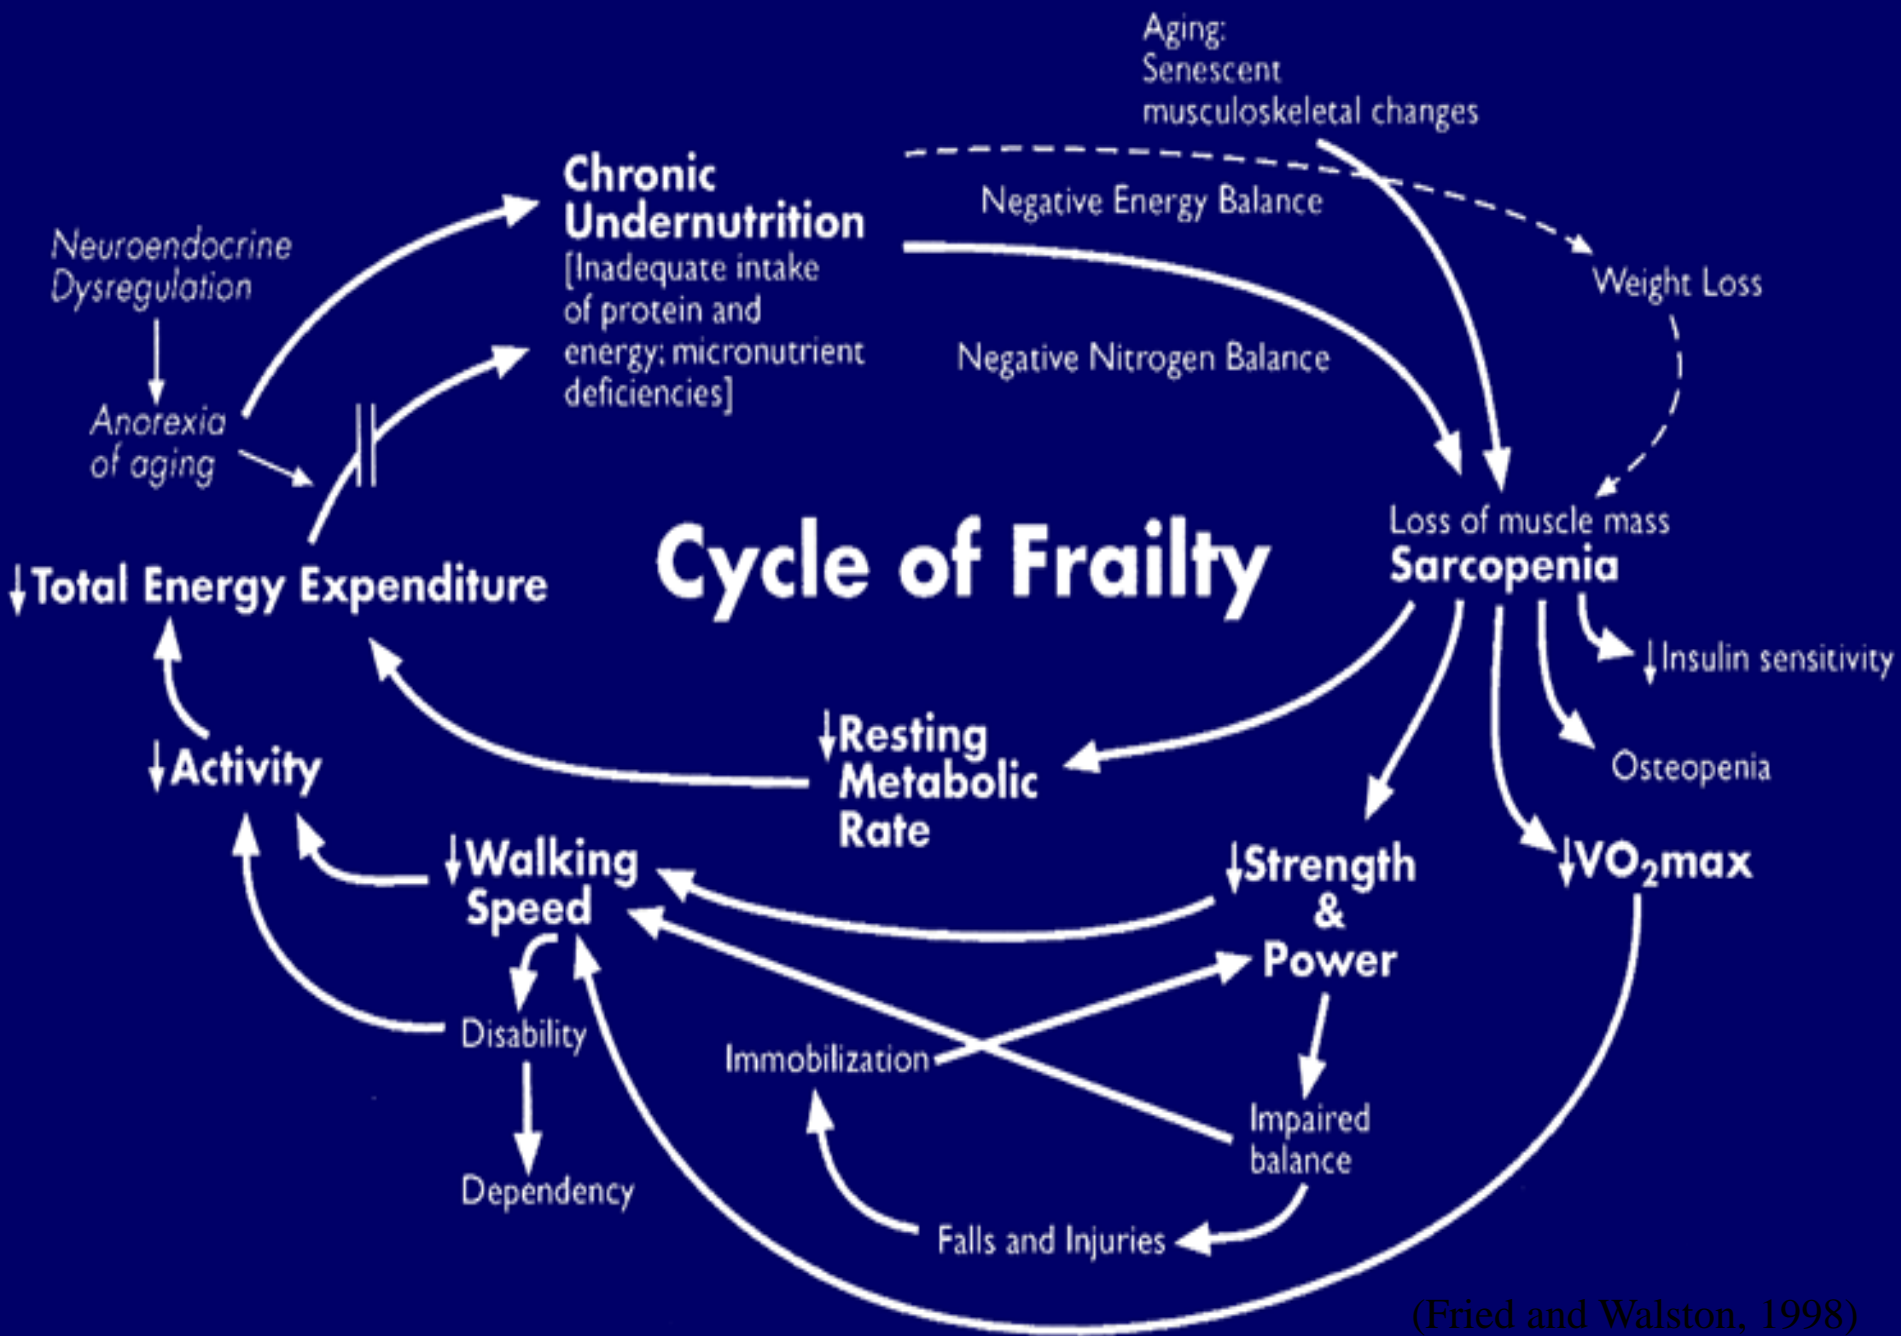 Aging:
Senescent
musculoskeletal changes
Chronic
Undernutrition
[Inadequate intake
of protein and
energy; micronutrient
deficiencies]
Negative Energy Balance
Negative Nitrogen Balance
Weight Loss
Neuroendocrine
Dysregulation
Anorexia
of aging
Cycle of Frailty
Loss of muscle mass
Sarcopenia
↓Total Energy Expenditure
↓Insulin sensitivity
↓Resting
Metabolic
Rate
↓Activity
Osteopenia
↓Walking
Speed
↓Strength
&
Power
↓VO₂max
Disability
Immobilization
Impaired
balance
Dependency
Falls and Injuries
(Fried and Walston, 1998)